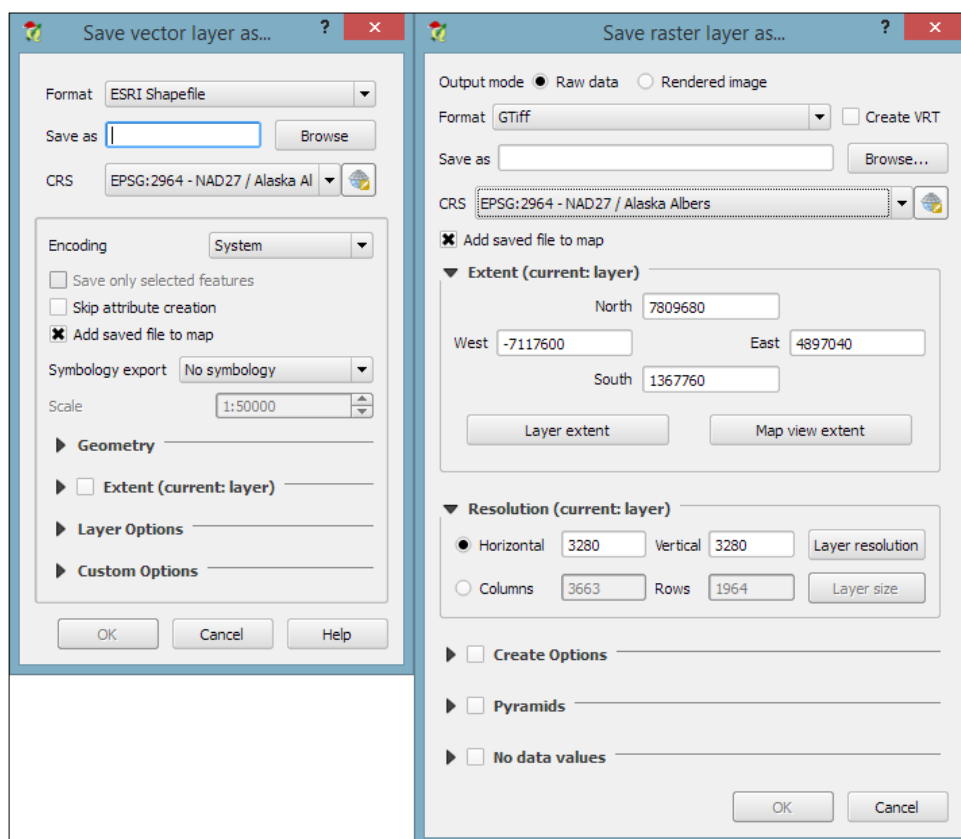 Save vector layer as... ? ×
Format ESRI Shapefile
Save as Browse
CRS EPSG:2964 - NAD27 / Alaska Al
Encoding System
Save only selected features
Skip attribute creation
Add saved file to map
Symbology export No symbology
Scale 1:50000
Geometry
Extent (current: layer)
Layer Options
Custom Options
OK Cancel Help
Save raster layer as... ? ×
Output mode Raw data Rendered image
Format GTiff Create VRT
Save as Browse...
CRS EPSG:2964 - NAD27 / Alaska Albers
Add saved file to map
Extent (current: layer)
North 7809680
West -7117600 East 4897040
South 1367760
Layer extent Map view extent
Resolution (current: layer)
Horizontal 3280 Vertical 3280 Layer resolution
Columns 3663 Rows 1964 Layer size
Create Options
Pyramids
No data values
OK Cancel